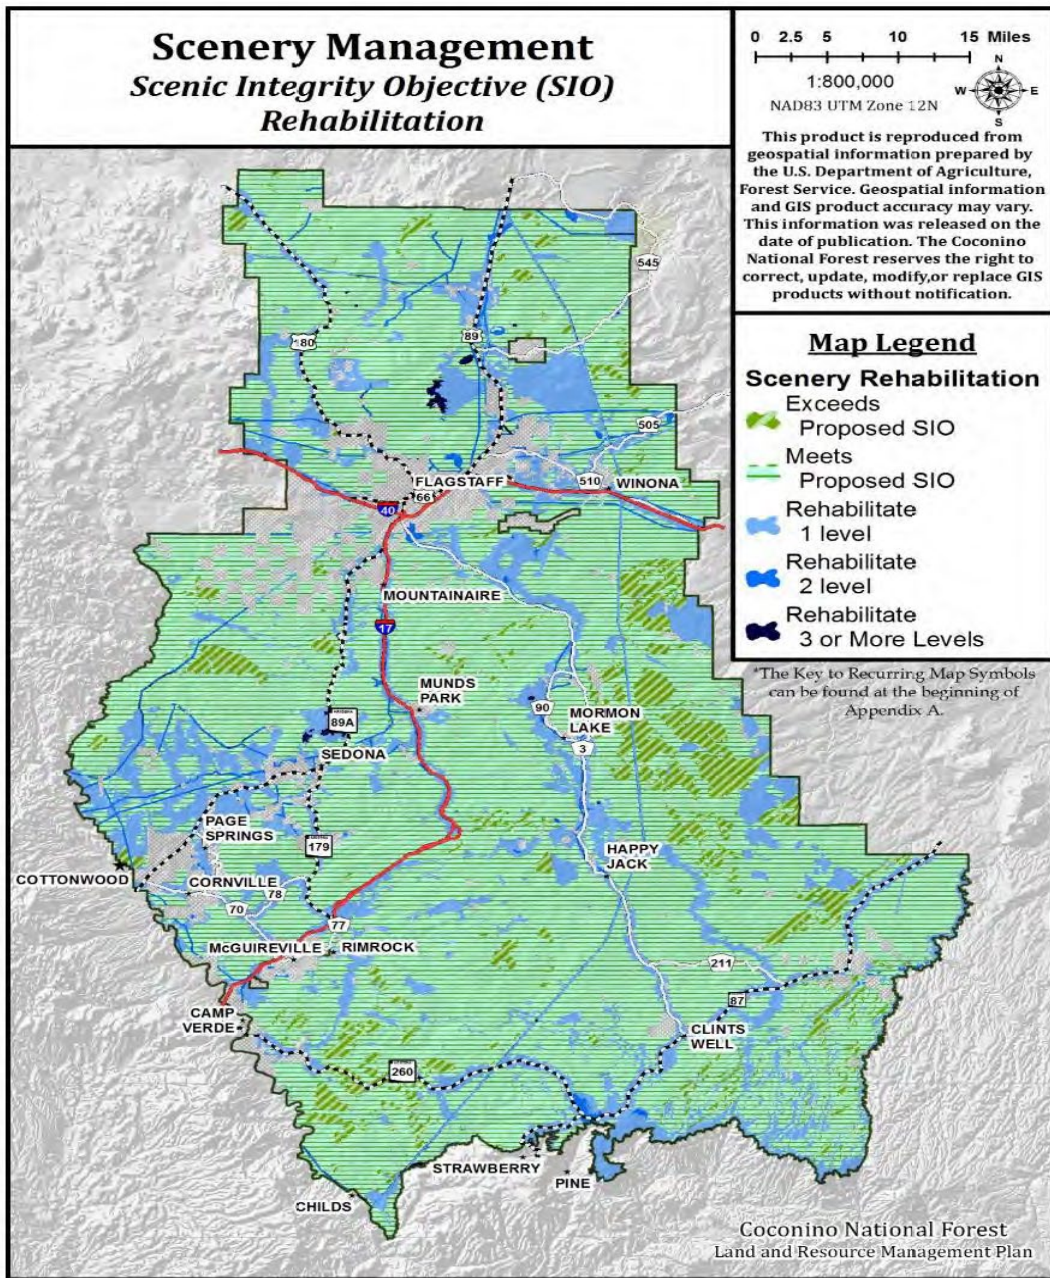 Scenery Management
Scenic Integrity Objective (SIO)
Rehabilitation
0 2.5 5 10 15 Miles
1:800,000
NAD83 UTM Zone 12N
N
W E
S
This product is reproduced from
geospatial information prepared by
the U.S. Department of Agriculture,
Forest Service. Geospatial information
and GIS product accuracy may vary.
This information was released on the
date of publication. The Coconino
National Forest reserves the right to
correct, update, modify,or replace GIS
products without notification.
Map Legend
Scenery Rehabilitation
Exceeds
Proposed SIO
Meets
Proposed SIO
Rehabilitate
1 level
Rehabilitate
2 level
Rehabilitate
3 or More Levels
*The Key to Recurring Map Symbols
can be found at the beginning of
Appendix A.
545
180
89
505
FLAGSTAFF
510
WINONA
66
40
MOUNTAINAIRE
17
MUNDS
PARK
90
MORMON
LAKE
89A
3
SEDONA
PAGE
SPRINGS
179
HAPPY
JACK
COTTONWOOD
CORNVILLE
78
70
77
McGUIREVILLE
RIMROCK
211
87
CAMP
VERDE
CLINTS
WELL
260
STRAWBERRY
PINE
CHILDS
Coconino National Forest
Land and Resource Management Plan